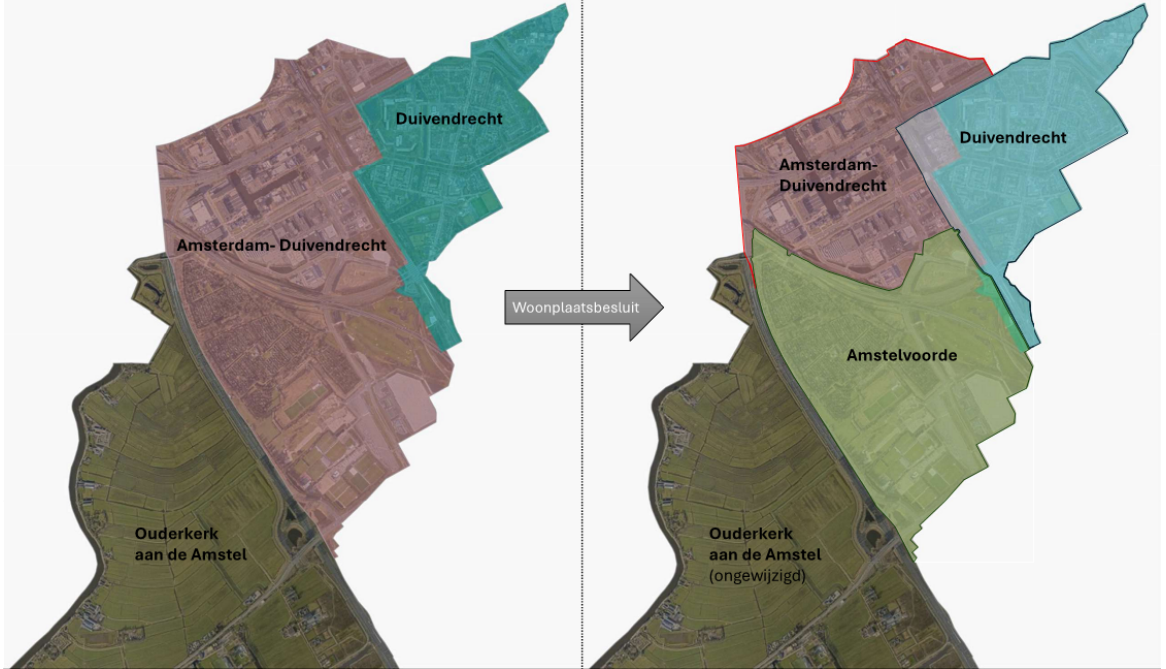 Duivendrecht
Amsterdam- Duivendrecht
Ouderkerk
aan de Amstel
Woonplaatsbesluit
Duivendrecht
Amsterdam-
Duivendrecht
Amstelvoorde
Ouderkerk
aan de Amstel
(ongewijzigd)